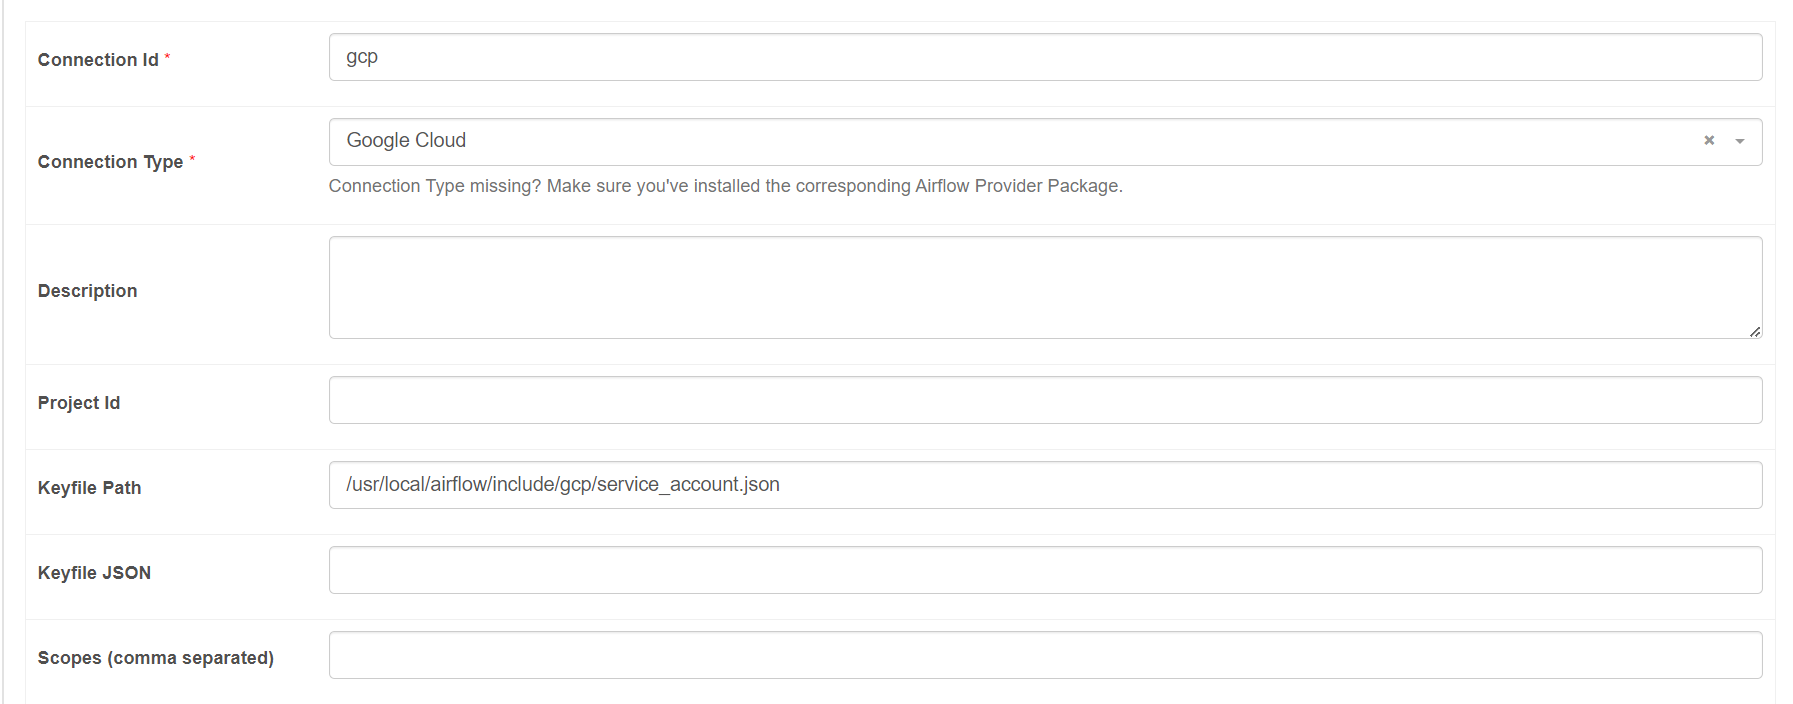 Connection Id *
gcp
Connection Type *
Google Cloud
Connection Type missing? Make sure you've installed the corresponding Airflow Provider Package.
Description
Project Id
Keyfile Path
/usr/local/airflow/include/gcp/service_account.json
Keyfile JSON
Scopes (comma separated)